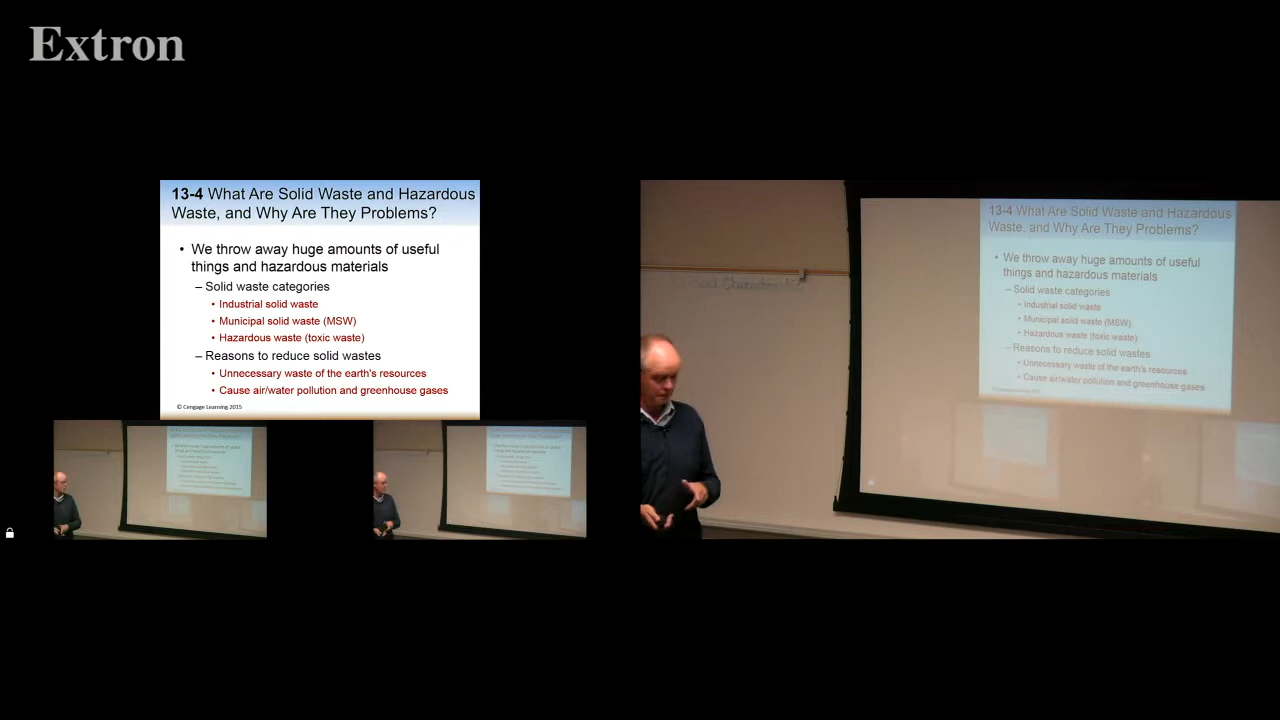 Extron
13-4 What Are Solid Waste and Hazardous
Waste, and Why Are They Problems?
• We throw away huge amounts of useful
things and hazardous materials
– Solid waste categories
• Industrial solid waste
• Municipal solid waste (MSW)
• Hazardous waste (toxic waste)
– Reasons to reduce solid wastes
• Unnecessary waste of the earth's resources
• Cause air/water pollution and greenhouse gases
© Cengage Learning 2015
13-4 What Are Solid Waste and Hazardous
Waste, and Why Are They Problems?
• We throw away huge amounts of useful
things and hazardous materials
– Solid waste categories
• Industrial solid waste
• Municipal solid waste (MSW)
• Hazardous waste (toxic waste)
– Reasons to reduce solid wastes
• Unnecessary waste of the earth's resources
• Cause air/water pollution and greenhouse gases